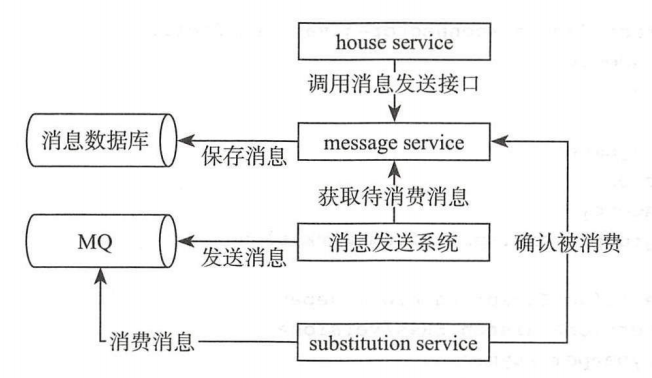 house service
调用消息发送接口
消息数据库
保存消息
message service
获取待消费消息
MQ
发送消息
消息发送系统
确认被消费
消费消息
substitution service